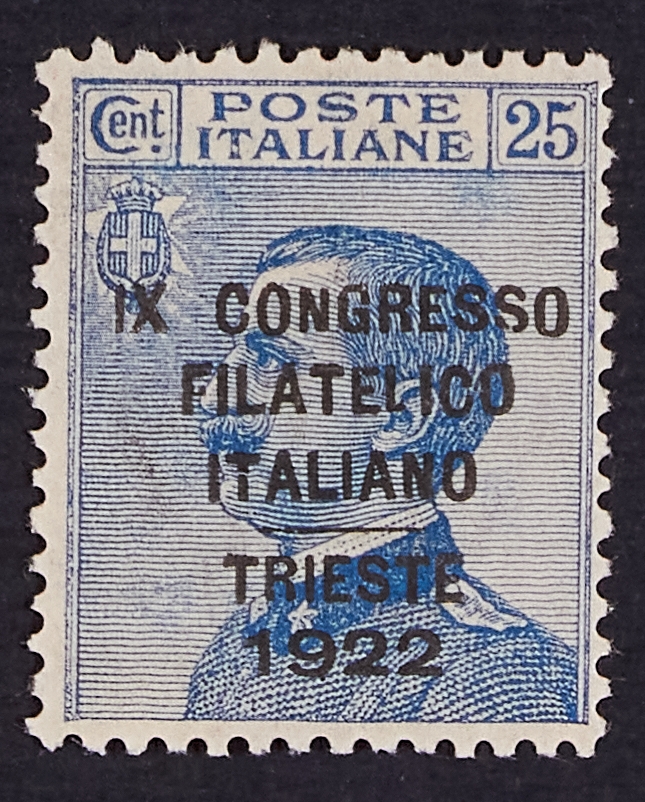 Cent. POSTE 25
ITALIANE
IX CONGRESSO
FILATELICO
ITALIANO
TRIESTE
1922